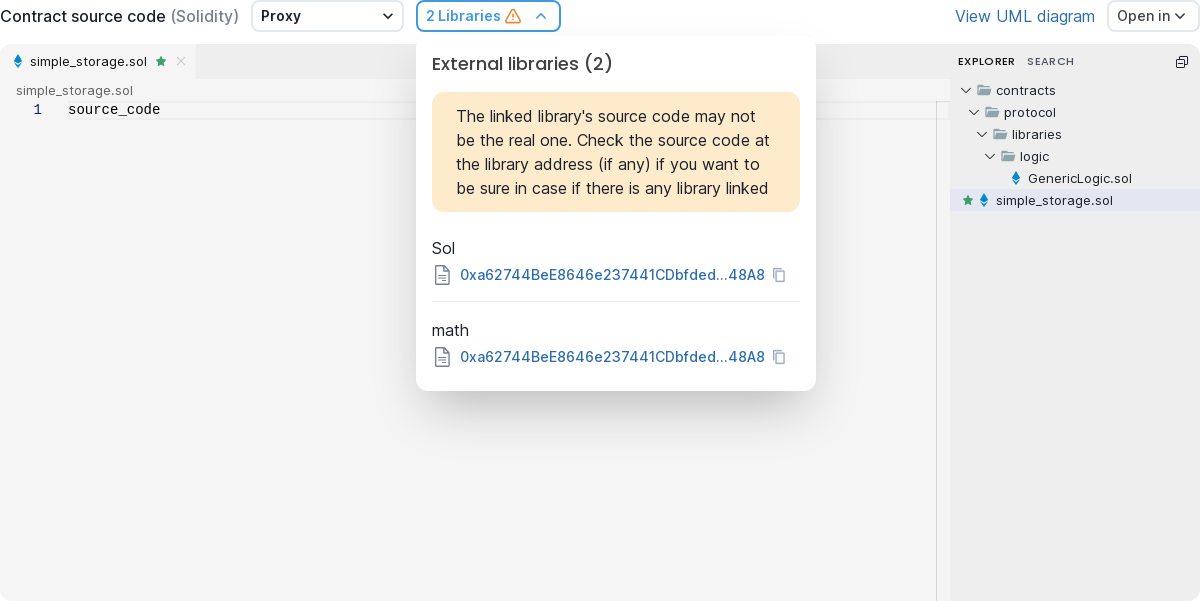 Contract source code (Solidity)
Proxy
2 Libraries
View UML diagram
Open in
simple_storage.sol
simple_storage.sol
1 source_code
External libraries (2)
The linked library's source code may not
be the real one. Check the source code at
the library address (if any) if you want to
be sure in case if there is any library linked
Sol
0xa62744BeE8646e237441CDbfded...48A8
math
0xa62744BeE8646e237441CDbfded...48A8
EXPLORER SEARCH
contracts
protocol
libraries
logic
GenericLogic.sol
simple_storage.sol